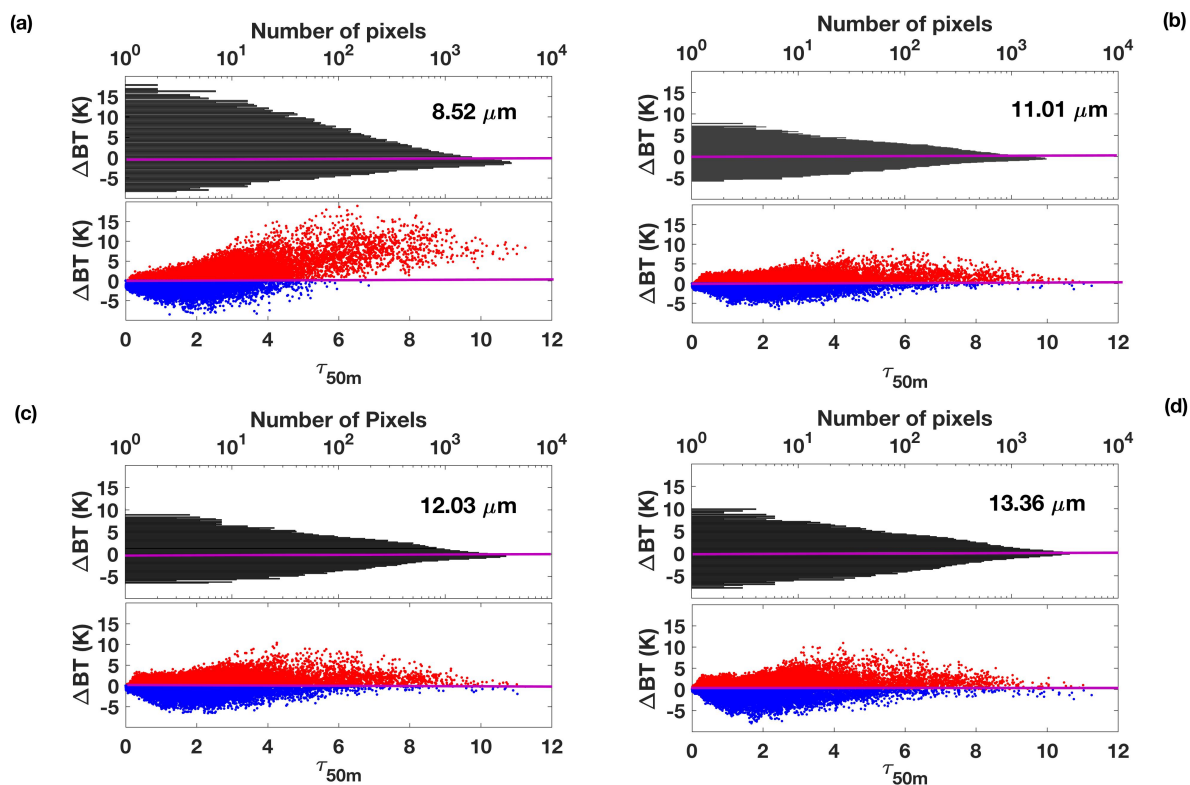 (a)
Number of pixels
10^0 10^1 10^2 10^3 10^4
ΔBT (K)
15
10
5
0
-5
8.52 μm
ΔBT (K)
15
10
5
0
-5
0 2 4 6 8 10 12
τ_50m
(b)
Number of pixels
10^0 10^1 10^2 10^3 10^4
ΔBT (K)
15
10
5
0
-5
11.01 μm
ΔBT (K)
15
10
5
0
-5
0 2 4 6 8 10 12
τ_50m
(c)
Number of Pixels
10^0 10^1 10^2 10^3 10^4
ΔBT (K)
15
10
5
0
-5
12.03 μm
ΔBT (K)
15
10
5
0
-5
0 2 4 6 8 10 12
τ_50m
(d)
Number of pixels
10^0 10^1 10^2 10^3 10^4
ΔBT (K)
15
10
5
0
-5
13.36 μm
ΔBT (K)
15
10
5
0
-5
0 2 4 6 8 10 12
τ_50m